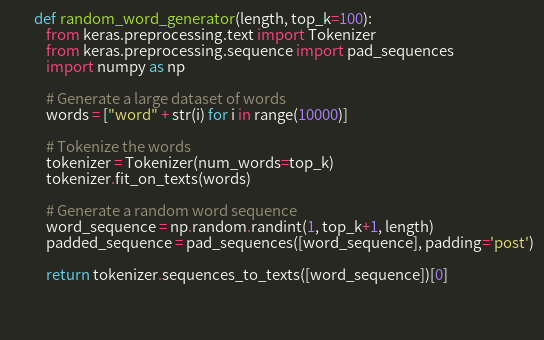 def random_word_generator(length, top_k=100):
from keras.preprocessing.text import Tokenizer
from keras.preprocessing.sequence import pad_sequences
import numpy as np
# Generate a large dataset of words
words = ["word" + str(i) for i in range(10000)]
# Tokenize the words
tokenizer = Tokenizer(num_words=top_k)
tokenizer.fit_on_texts(words)
# Generate a random word sequence
word_sequence = np.random.randint(1, top_k+1, length)
padded_sequence = pad_sequences([word_sequence], padding='post')
return tokenizer.sequences_to_texts([word_sequence])[0]